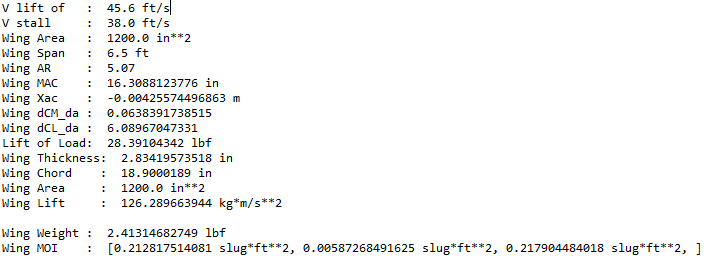 V lift of   :  45.6 ft/s
V stall     :  38.0 ft/s
Wing Area   :  1200.0 in**2
Wing Span   :  6.5 ft
Wing AR     :  5.07
Wing MAC    :  16.3088123776 in
Wing Xac    :  -0.00425574496863 m
Wing dCM_da :  0.0638391738515
Wing dCL_da :  6.08967047331
Lift of Load:  28.39104342 lbf
Wing Thickness:  2.83419573518 in
Wing Chord    :  18.9000189 in
Wing Area     :  1200.0 in**2
Wing Lift     :  126.289663944 kg*m/s**2

Wing Weight : 2.41314682749 lbf
Wing MOI    :  [0.212817514081 slug*ft**2, 0.00587268491625 slug*ft**2, 0.217904484018 slug*ft**2, ]